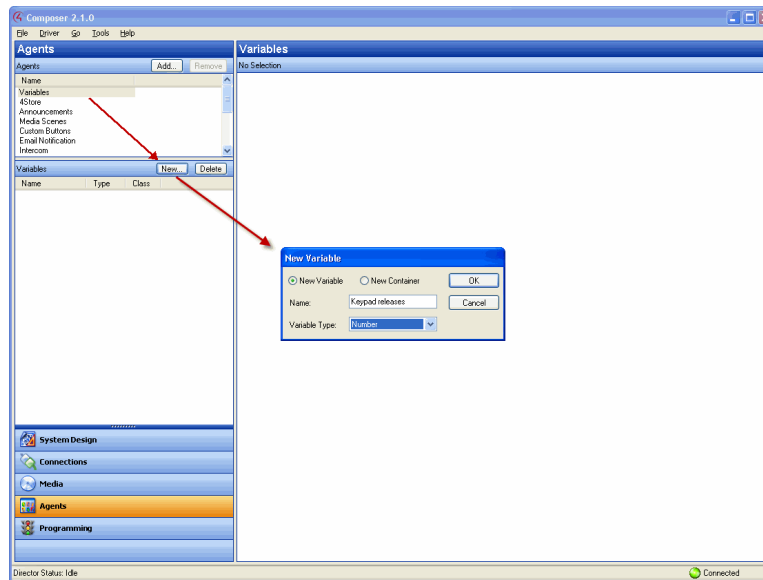 Composer 2.1.0
File Driver Go Tools Help
Agents
Agents Add... Remove
Name
Variables
4Store
Announcements
Media Scenes
Custom Buttons
Email Notification
Intercom
Variables New... Delete
Name Type Class
System Design
Connections
Media
Agents
Programming
Variables
No Selection
New Variable
New Variable New Container OK
Name: Keypad releases Cancel
Variable Type: Number
Director Status: Idle Connected